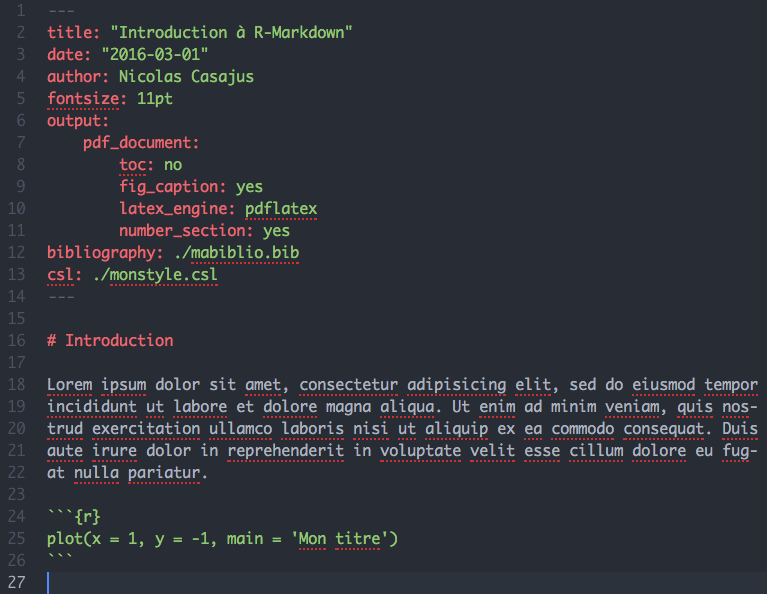 1 ---
2 title: "Introduction à R-Markdown"
3 date: "2016-03-01"
4 author: Nicolas Casajus
5 fontsize: 11pt
6 output:
7     pdf_document:
8         toc: no
9         fig_caption: yes
10         latex_engine: pdflatex
11         number_section: yes
12 bibliography: ./mabiblio.bib
13 csl: ./monstyle.csl
14 ---
15
16 # Introduction
17
18 Lorem ipsum dolor sit amet, consectetur adipisicing elit, sed do eiusmod tempor
19 incididunt ut labore et dolore magna aliqua. Ut enim ad minim veniam, quis nos-
20 trud exercitation ullamco laboris nisi ut aliquip ex ea commodo consequat. Duis
21 aute irure dolor in reprehenderit in voluptate velit esse cillum dolore eu fug-
22 at nulla pariatur.
23
24 ```{r}
25 plot(x = 1, y = -1, main = 'Mon titre')
26 ```
27